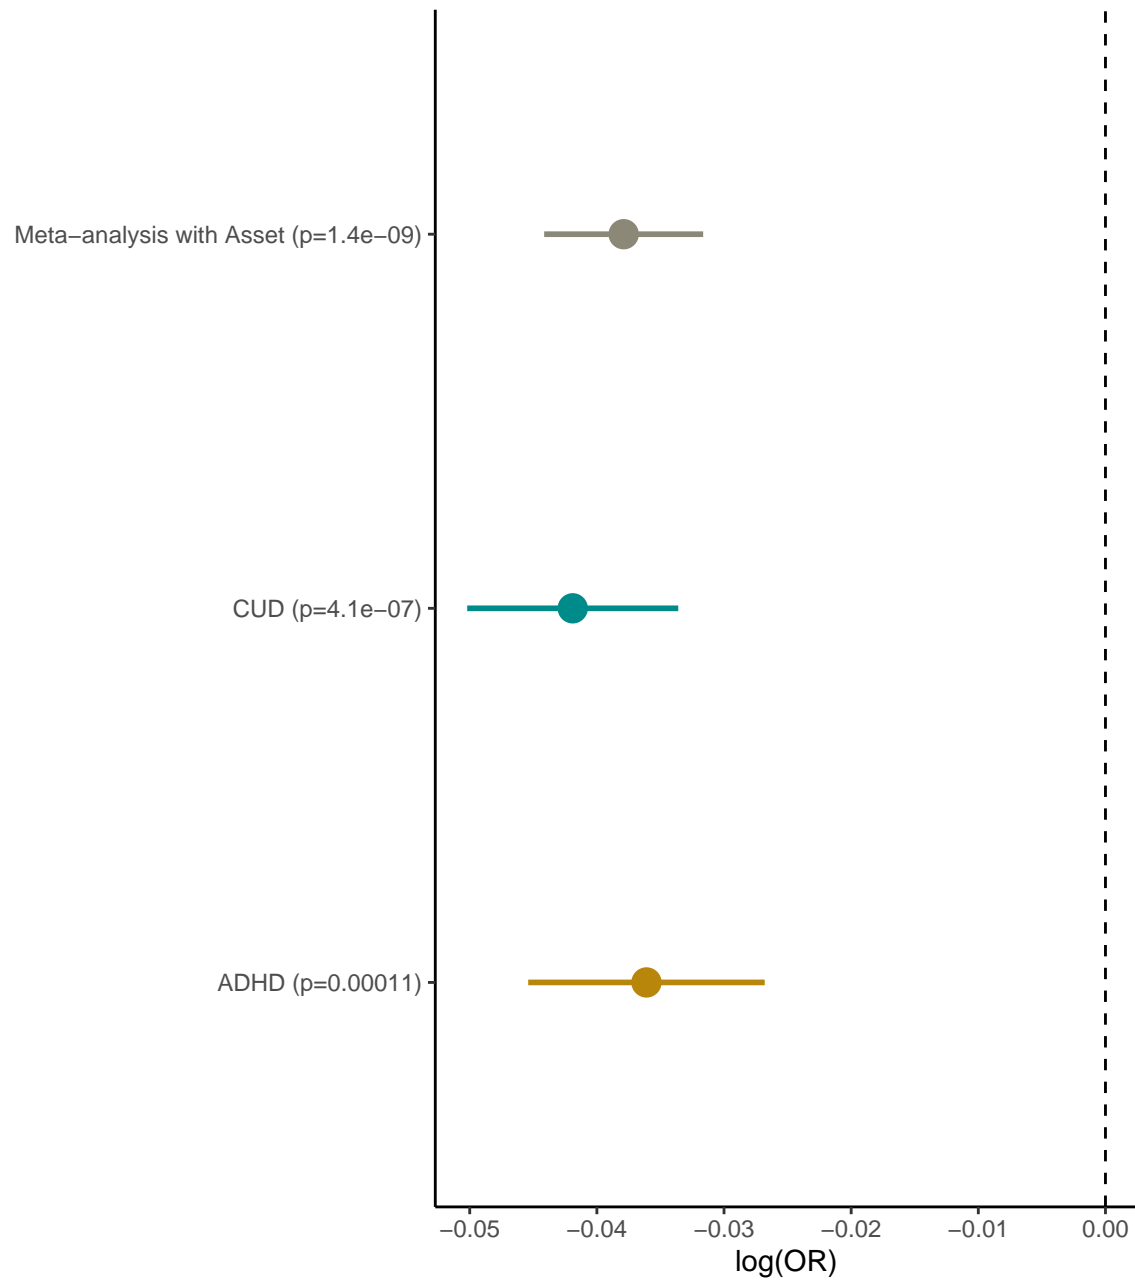 Meta−analysis with Asset (p=1.4e−09)
CUD (p=4.1e−07)
ADHD (p=0.00011)
−0.05 −0.04 −0.03 −0.02 −0.01 0.00
log(OR)